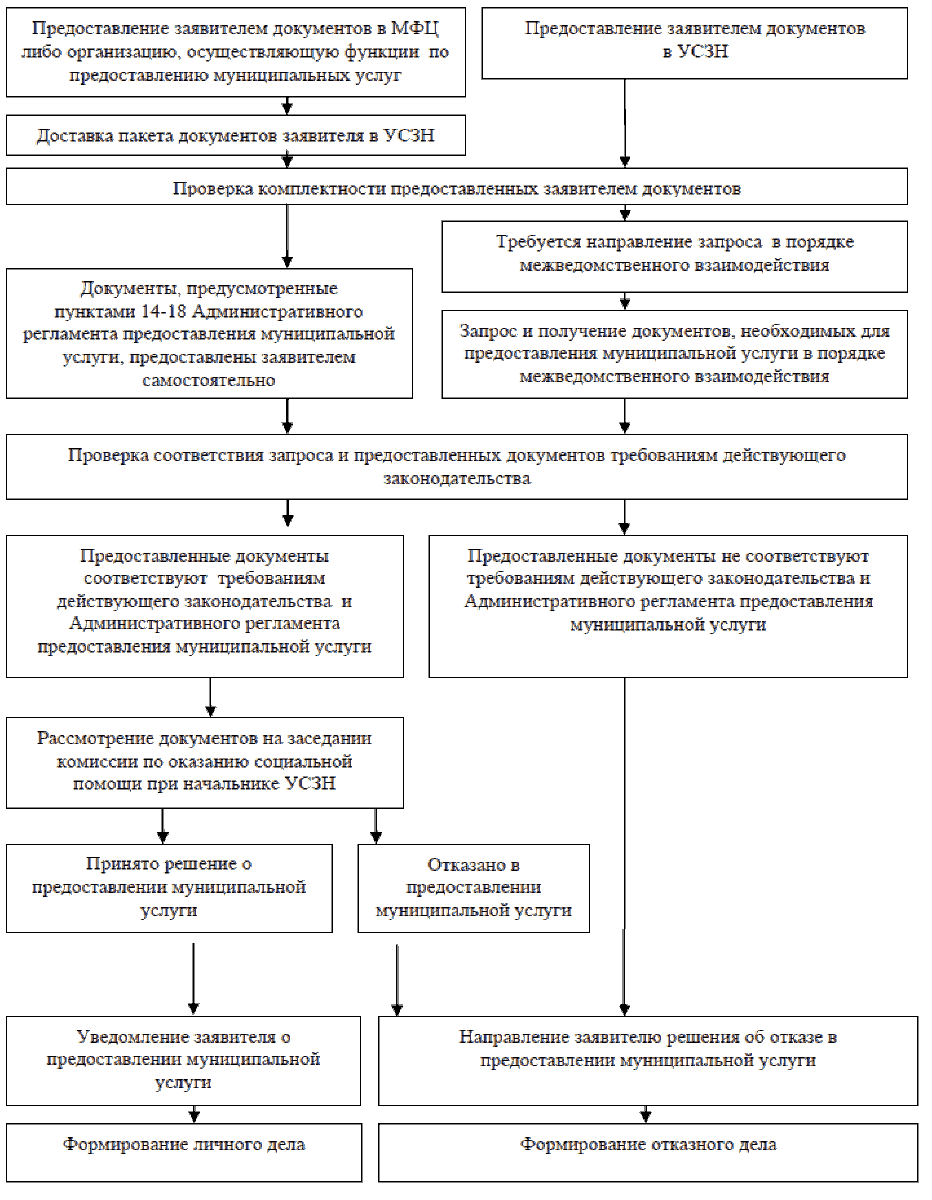 Предоставление заявителем документов в МФЦ
либо организацию, осуществляющую функции по
предоставлению муниципальных услуг
Предоставление заявителем документов
в УСЗН
Доставка пакета документов заявителя в УСЗН
Проверка комплектности предоставленных заявителем документов
Требуется направление запроса в порядке
межведомственного взаимодействия
Документы, предусмотренные
пунктами 14-18 Административного
регламента предоставления муниципальной
услуги, предоставлены заявителем
самостоятельно
Запрос и получение документов, необходимых для
предоставления муниципальной услуги в порядке
межведомственного взаимодействия
Проверка соответствия запроса и предоставленных документов требованиям действующего
законодательства
Предоставленные документы
соответствуют требованиям
действующего законодательства и
Административного регламента
предоставления муниципальной услуги
Предоставленные документы не соответствуют
требованиям действующего законодательства и
Административного регламента предоставления
муниципальной услуги
Рассмотрение документов на заседании
комиссии по оказанию социальной
помощи при начальнике УСЗН
Принято решение о
предоставлении муниципальной
услуги
Отказано в
предоставлении
муниципальной услуги
Уведомление заявителя о
предоставлении муниципальной
услуги
Направление заявителю решения об отказе в
предоставлении муниципальной услуги
Формирование личного дела
Формирование отказного дела